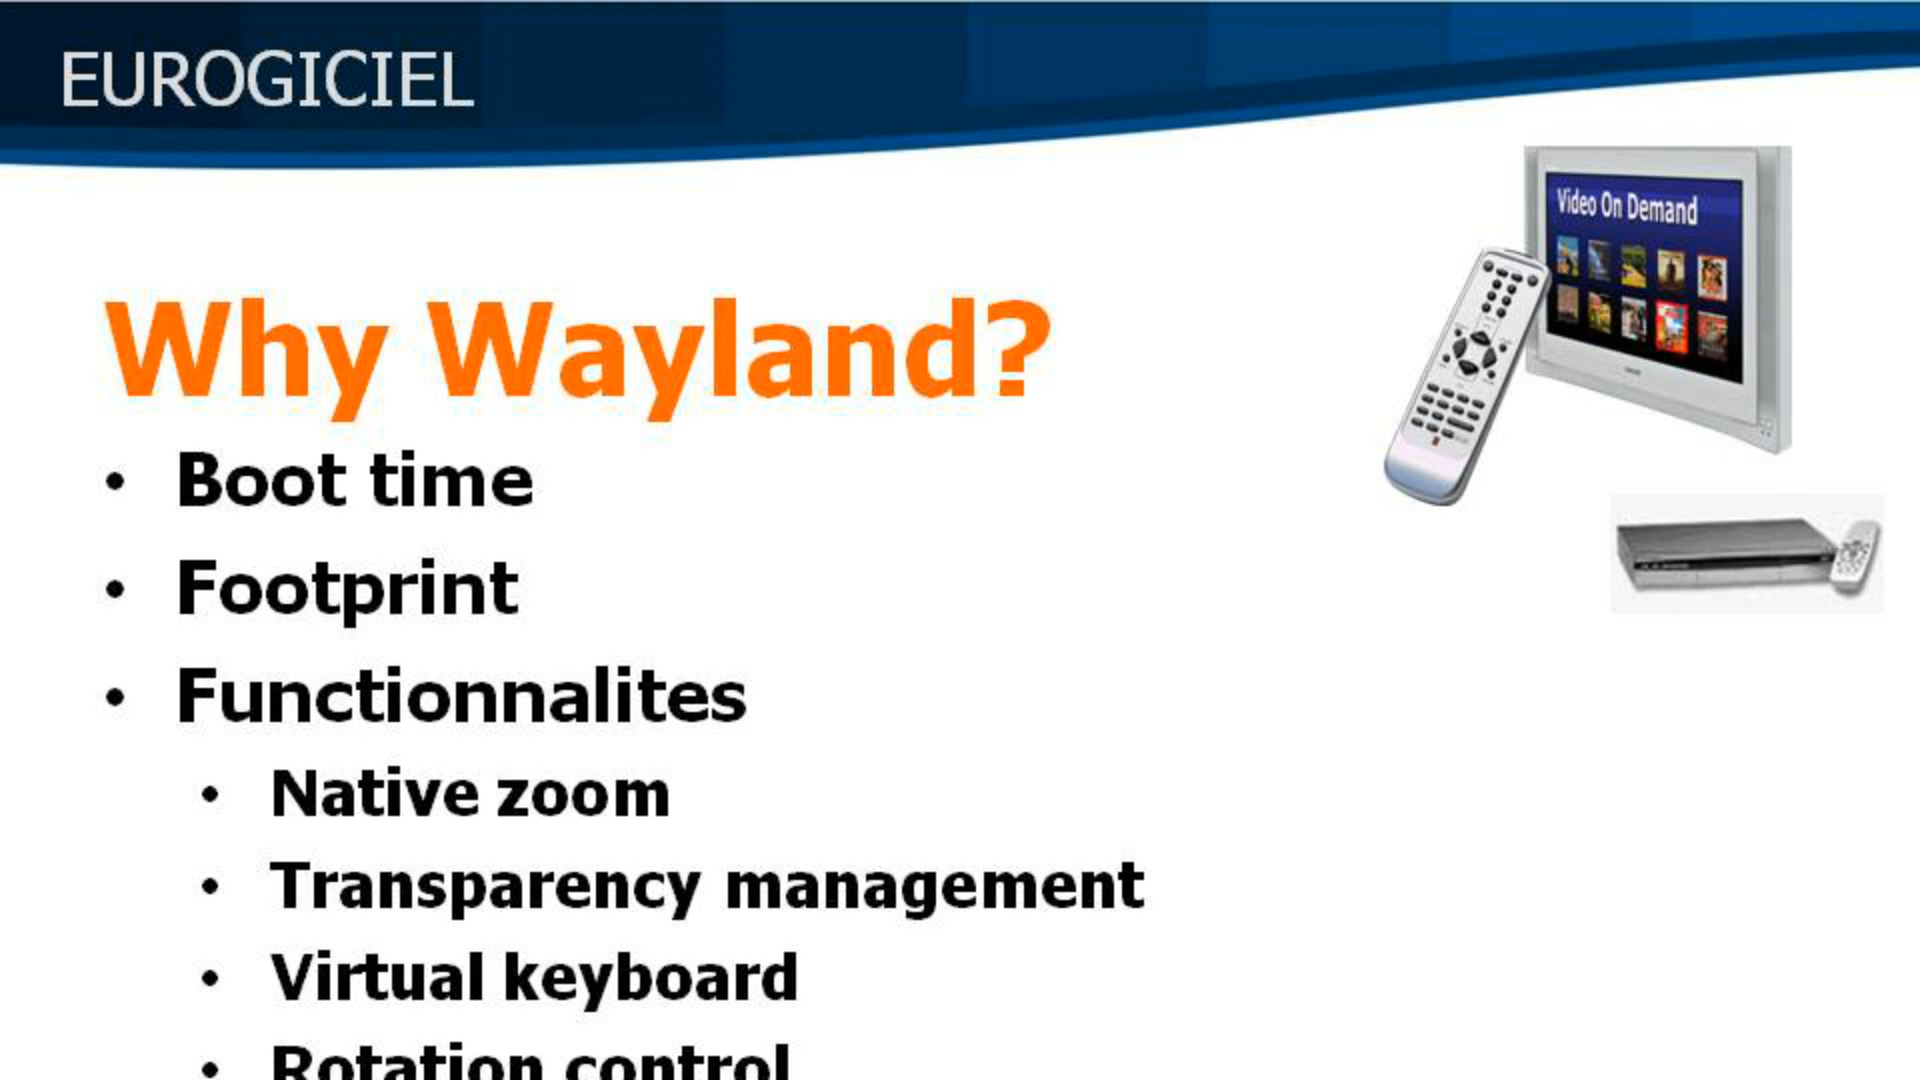 EUROGICIEL
Video On Demand
Why Wayland?
• Boot time
• Footprint
• Functionnalites
• Native zoom
• Transparency management
• Virtual keyboard
• Rotation control